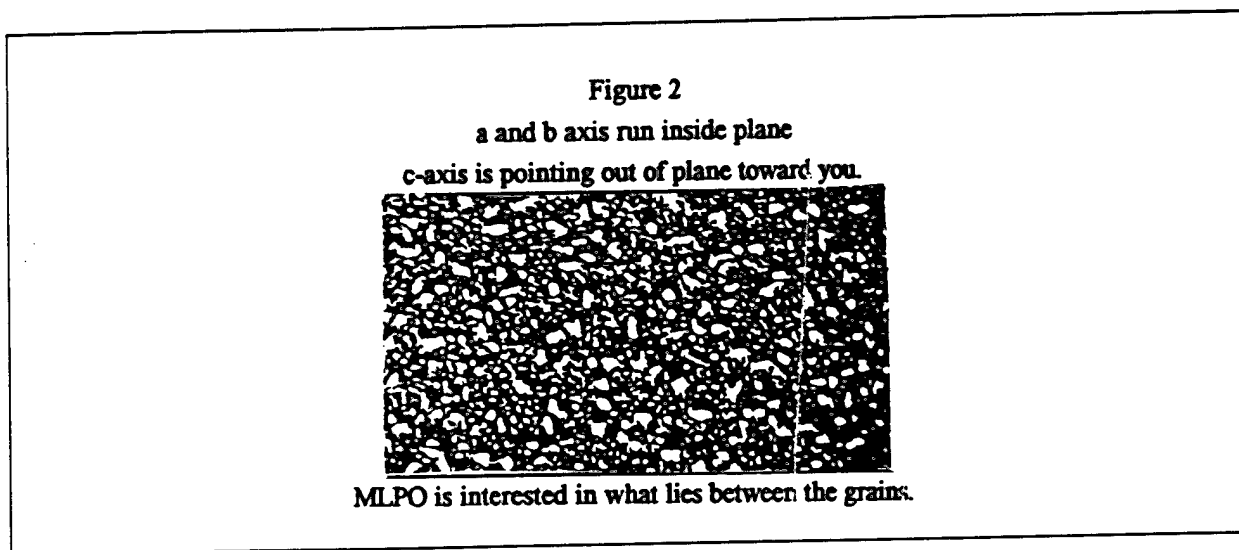 Figure 2
a and b axis run inside plane
c-axis is pointing out of plane toward you.
MLPO is interested in what lies between the grains.